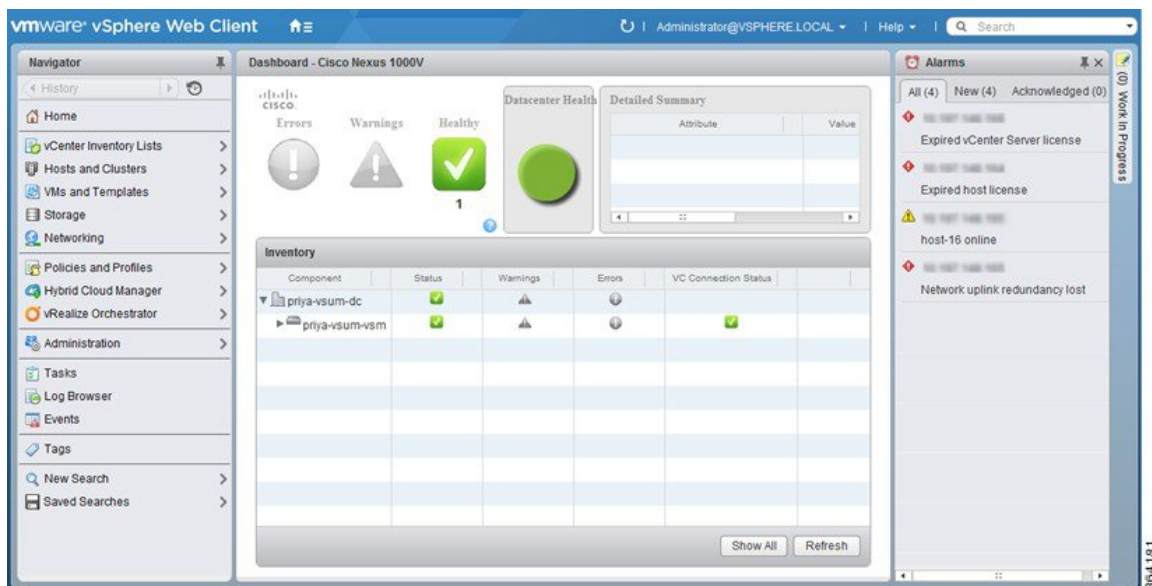 vmware® vSphere Web Client
Administrator@VSPHERE.LOCAL
Help
Search
Navigator
History
Home
vCenter Inventory Lists
Hosts and Clusters
VMs and Templates
Storage
Networking
Policies and Profiles
Hybrid Cloud Manager
vRealize Orchestrator
Administration
Tasks
Log Browser
Events
Tags
New Search
Saved Searches
Dashboard - Cisco Nexus 1000V
CISCO
Errors Warnings Healthy
1
Datacenter Health
Detailed Summary
Attribute Value
Inventory
Component Status Warnings Errors VC Connection Status
priya-vsum-dc
priya-vsum-vsm
Show All Refresh
Alarms
All (4) New (4) Acknowledged (0)
Expired vCenter Server license
Expired host license
host-16 online
Network uplink redundancy lost
(0) Work In Progress
364181